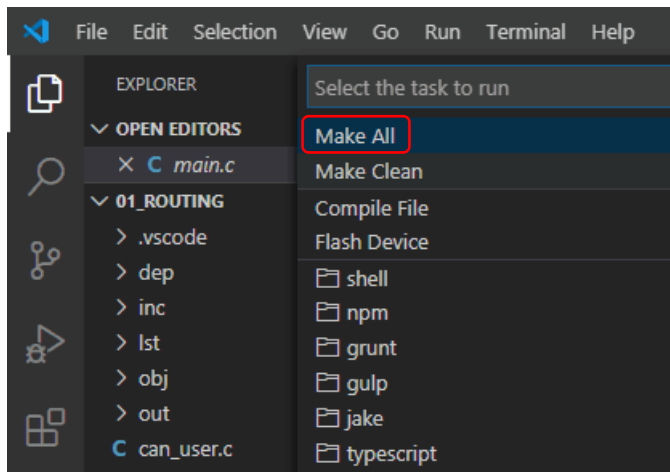 File Edit Selection View Go Run Terminal Help
EXPLORER
OPEN EDITORS
C main.c
01_ROUTING
.vscode
dep
inc
lst
obj
out
C can_user.c
Select the task to run
Make All
Make Clean
Compile File
Flash Device
shell
npm
grunt
gulp
jake
typescript